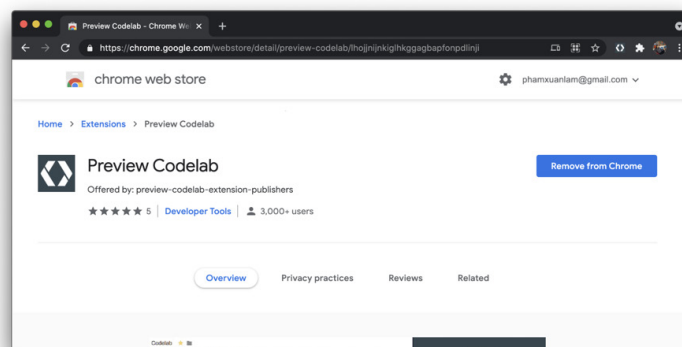 Preview Codelab - Chrome We
https://chrome.google.com/webstore/detail/preview-codelab/lhojjnijnkigihkggagbapfonpdlinji
chrome web store
phamxuanlam@gmail.com
Home > Extensions > Preview Codelab
Preview Codelab
Remove from Chrome
Offered by: preview-codelab-extension-publishers
★★★★★ 5 | Developer Tools | 3,000+ users
Overview Privacy practices Reviews Related
Codelab